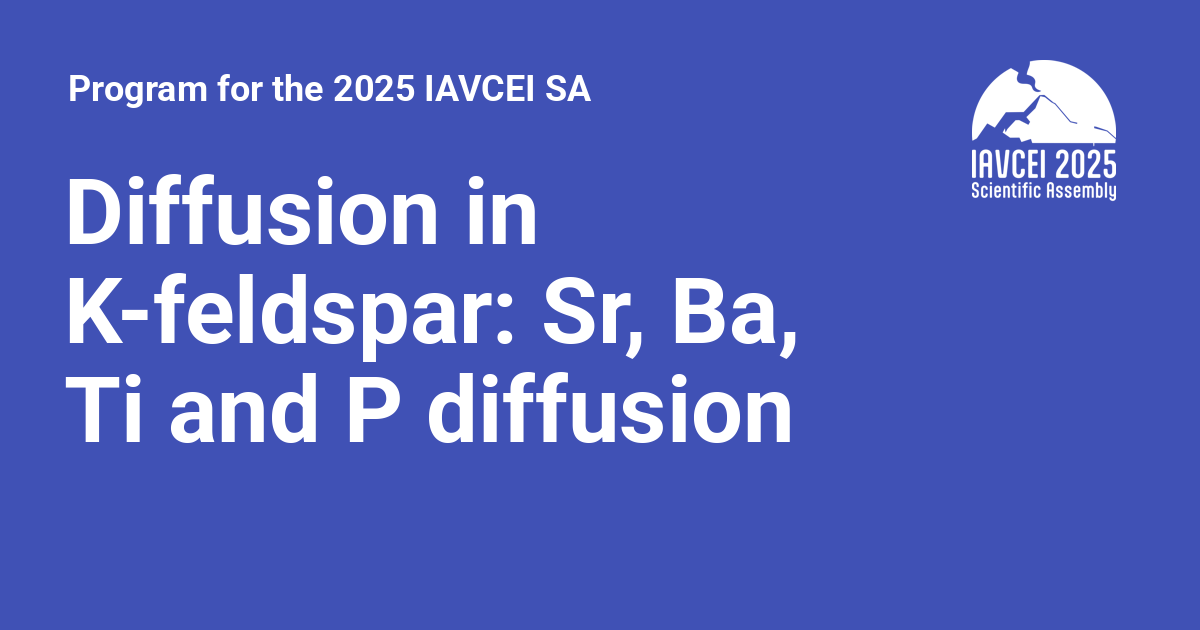 Program for the 2025 IAVCEI SA
IAVCEI 2025
Scientific Assembly
Diffusion in
K-feldspar: Sr, Ba,
Ti and P diffusion